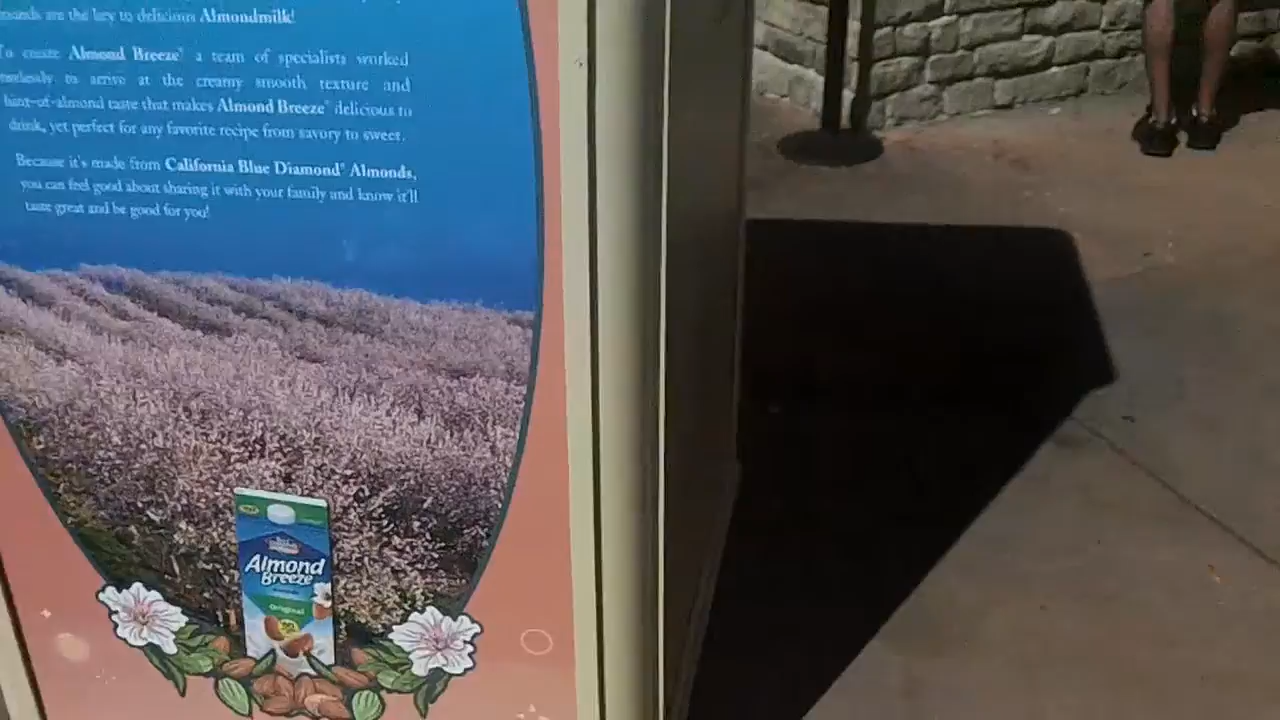 are the key to delicious Almondmilk!
To create Almond Breeze® a team of specialists worked
to arrive at the creamy smooth texture and
hint-of-almond taste that makes Almond Breeze® delicious to
drink, yet perfect for any favorite recipe from savory to sweet.
Because it's made from California Blue Diamond® Almonds,
you can feel good about sharing it with your family and know it'll
taste great and be good for you!
Almond
Breeze
Original